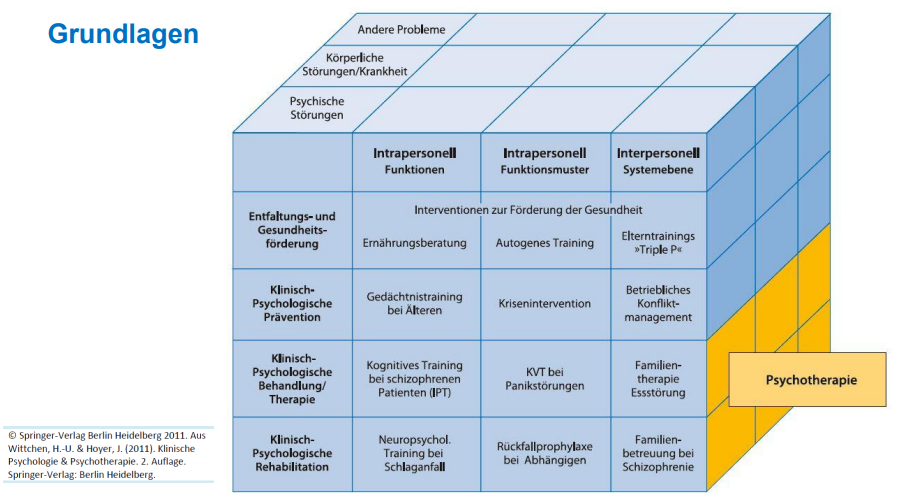 Grundlagen
Andere Probleme
Körperliche
Störungen/Krankheit
Psychische
Störungen
Intrapersonell
Funktionen
Intrapersonell
Funktionsmuster
Interpersonell
Systemebene
Entfaltungs- und
Gesundheits-
förderung
Interventionen zur Förderung der Gesundheit
Ernährungsberatung
Autogenes Training
Elterntrainings
»Triple P«
Klinisch-
Psychologische
Prävention
Gedächtnistraining
bei Älteren
Krisenintervention
Betriebliches
Konflikt-
management
Klinisch-
Psychologische
Behandlung/
Therapie
Kognitives Training
bei schizophrenen
Patienten (IPT)
KVT bei
Panikstörungen
Familien-
therapie
Essstörung
Psychotherapie
Klinisch-
Psychologische
Rehabilitation
Neuropsychol.
Training bei
Schlaganfall
Rückfallprophylaxe
bei Abhängigen
Familien-
betreuung bei
Schizophrenie
© Springer-Verlag Berlin Heidelberg 2011. Aus
Wittchen, H.-U. & Hoyer, J. (2011). Klinische
Psychologie & Psychotherapie. 2. Auflage.
Springer-Verlag: Berlin Heidelberg.